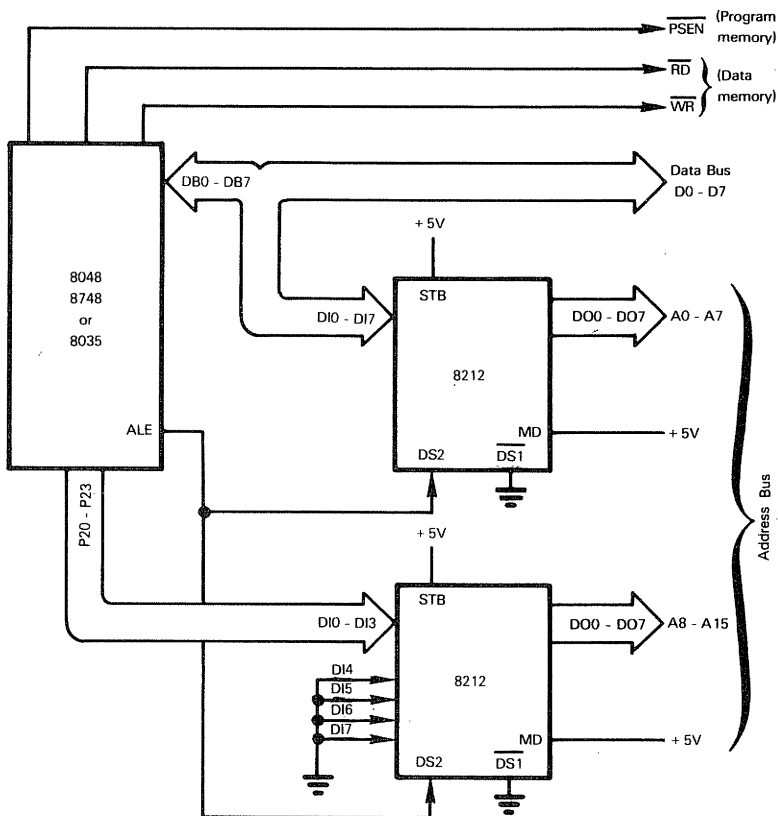 PSEN (Program
memory)
RD
(Data
memory)
WR
DB0 - DB7
Data Bus
D0 - D7
+ 5V
8048
8748
or
8035
STB
DI0 - DI7
DO0 - DO7
A0 - A7
8212
ALE
MD
+ 5V
DS2
DS1
P20 - P23
Address Bus
+ 5V
STB
DI0 - DI3
DO0 - DO7
A8 - A15
DI4
DI5
DI6
DI7
8212
MD
+ 5V
DS2
DS1